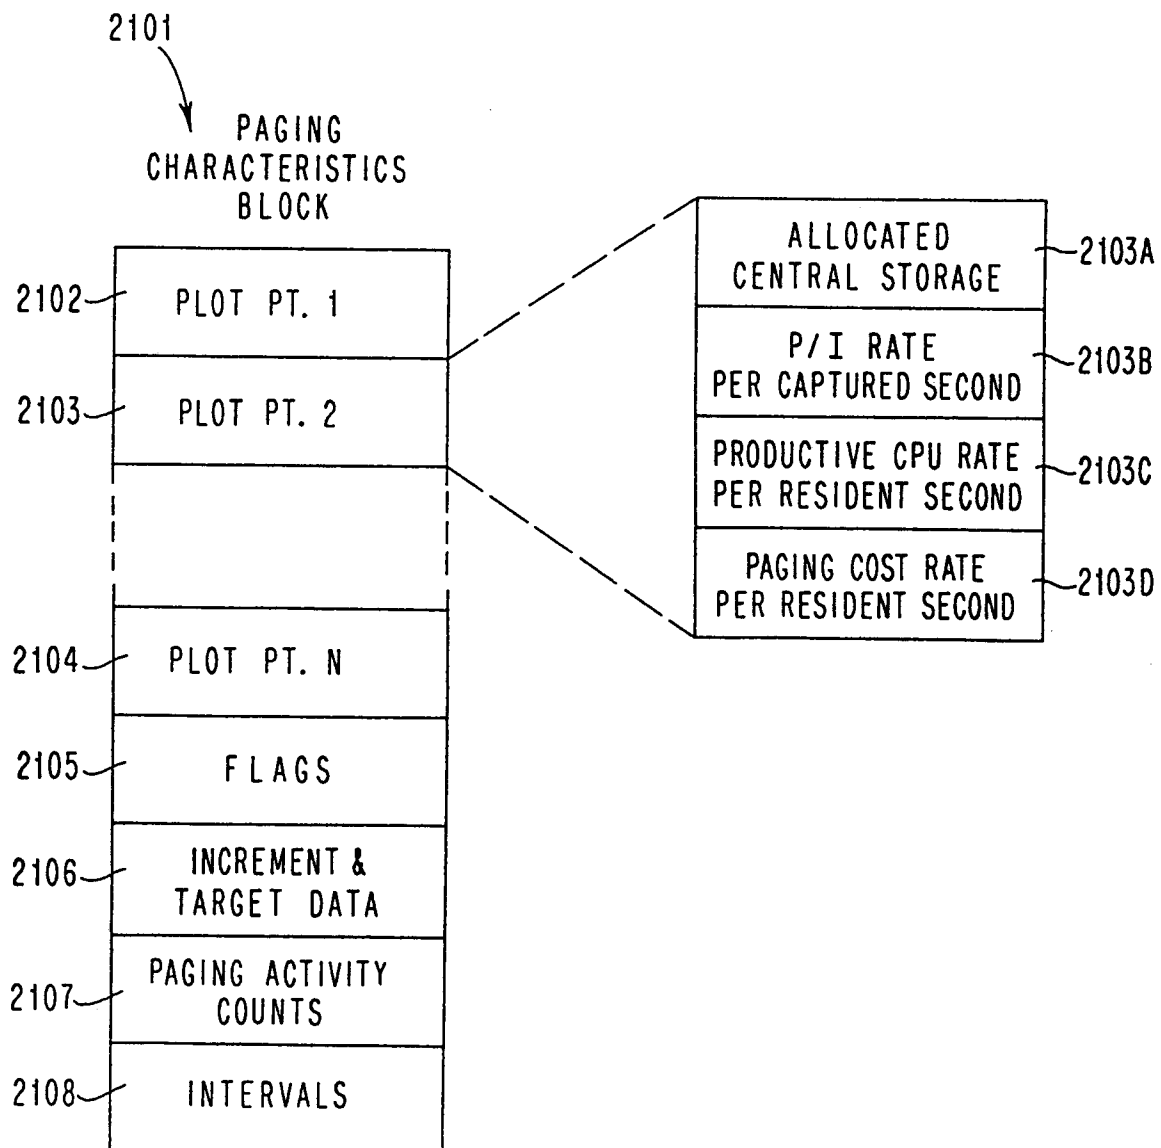 2101
PAGING
CHARACTERISTICS
BLOCK
2102
PLOT PT. 1
2103
PLOT PT. 2
2104
PLOT PT. N
2105
FLAGS
2106
INCREMENT &
TARGET DATA
2107
PAGING ACTIVITY
COUNTS
2108
INTERVALS
ALLOCATED
CENTRAL STORAGE
2103A
P/I RATE
PER CAPTURED SECOND
2103B
PRODUCTIVE CPU RATE
PER RESIDENT SECOND
2103C
PAGING COST RATE
PER RESIDENT SECOND
2103D